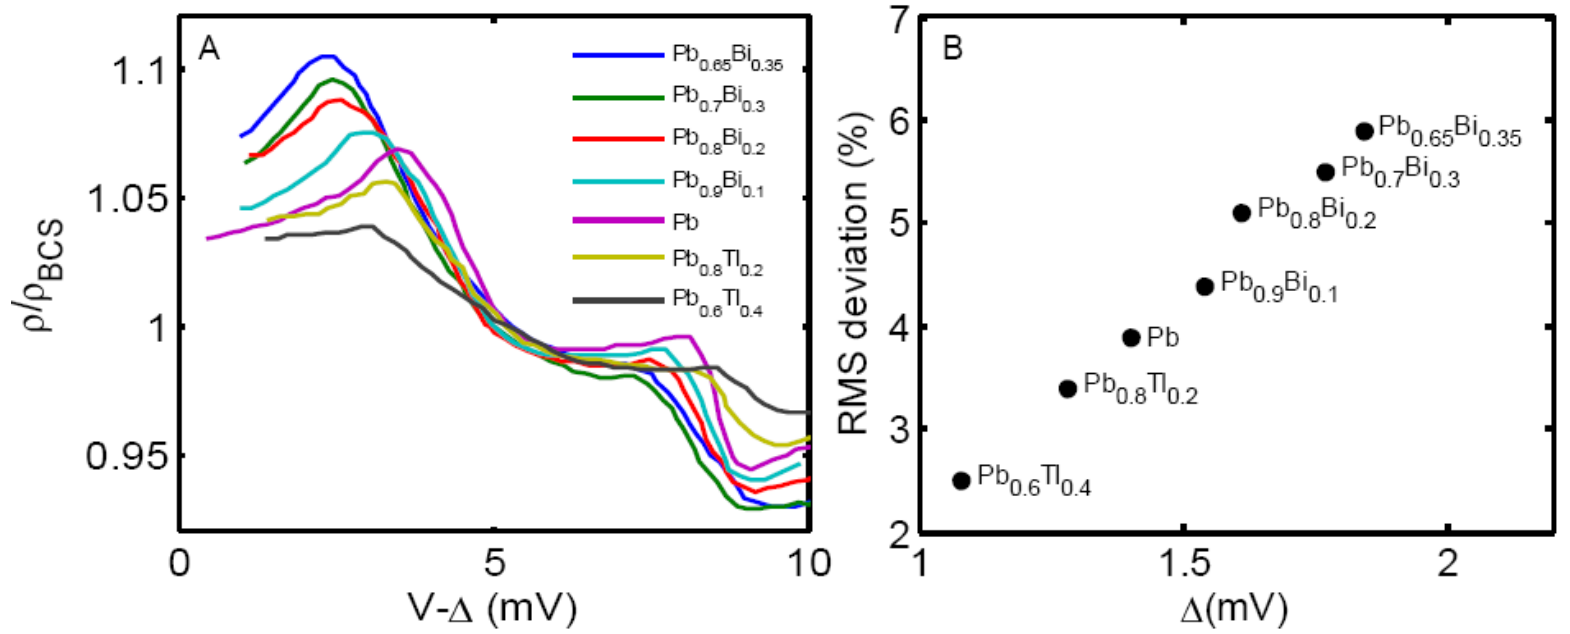 A
Pb0.65Bi0.35
Pb0.7Bi0.3
Pb0.8Bi0.2
Pb0.9Bi0.1
Pb
Pb0.8Tl0.2
Pb0.6Tl0.4
1.1
1.05
1
0.95
ρ/ρBCS
0
5
10
V-Δ (mV)
B
7
6
5
4
3
2
RMS deviation (%)
Pb0.65Bi0.35
Pb0.7Bi0.3
Pb0.8Bi0.2
Pb0.9Bi0.1
Pb
Pb0.8Tl0.2
Pb0.6Tl0.4
1
1.5
2
Δ(mV)